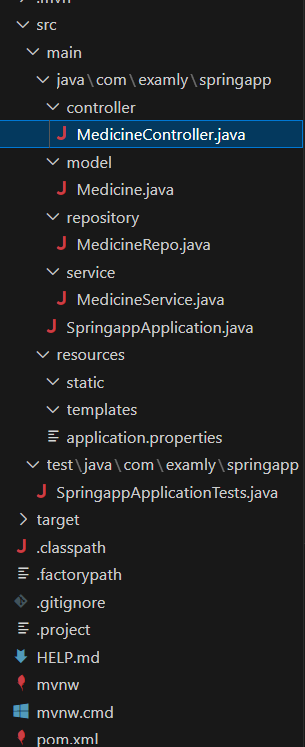 .mvn
src
main
java\com\examly\springapp
controller
MedicineController.java
model
Medicine.java
repository
MedicineRepo.java
service
MedicineService.java
SpringappApplication.java
resources
static
templates
application.properties
test\java\com\examly\springapp
SpringappApplicationTests.java
target
.classpath
.factorypath
.gitignore
.project
HELP.md
mvnw
mvnw.cmd
pom.xml